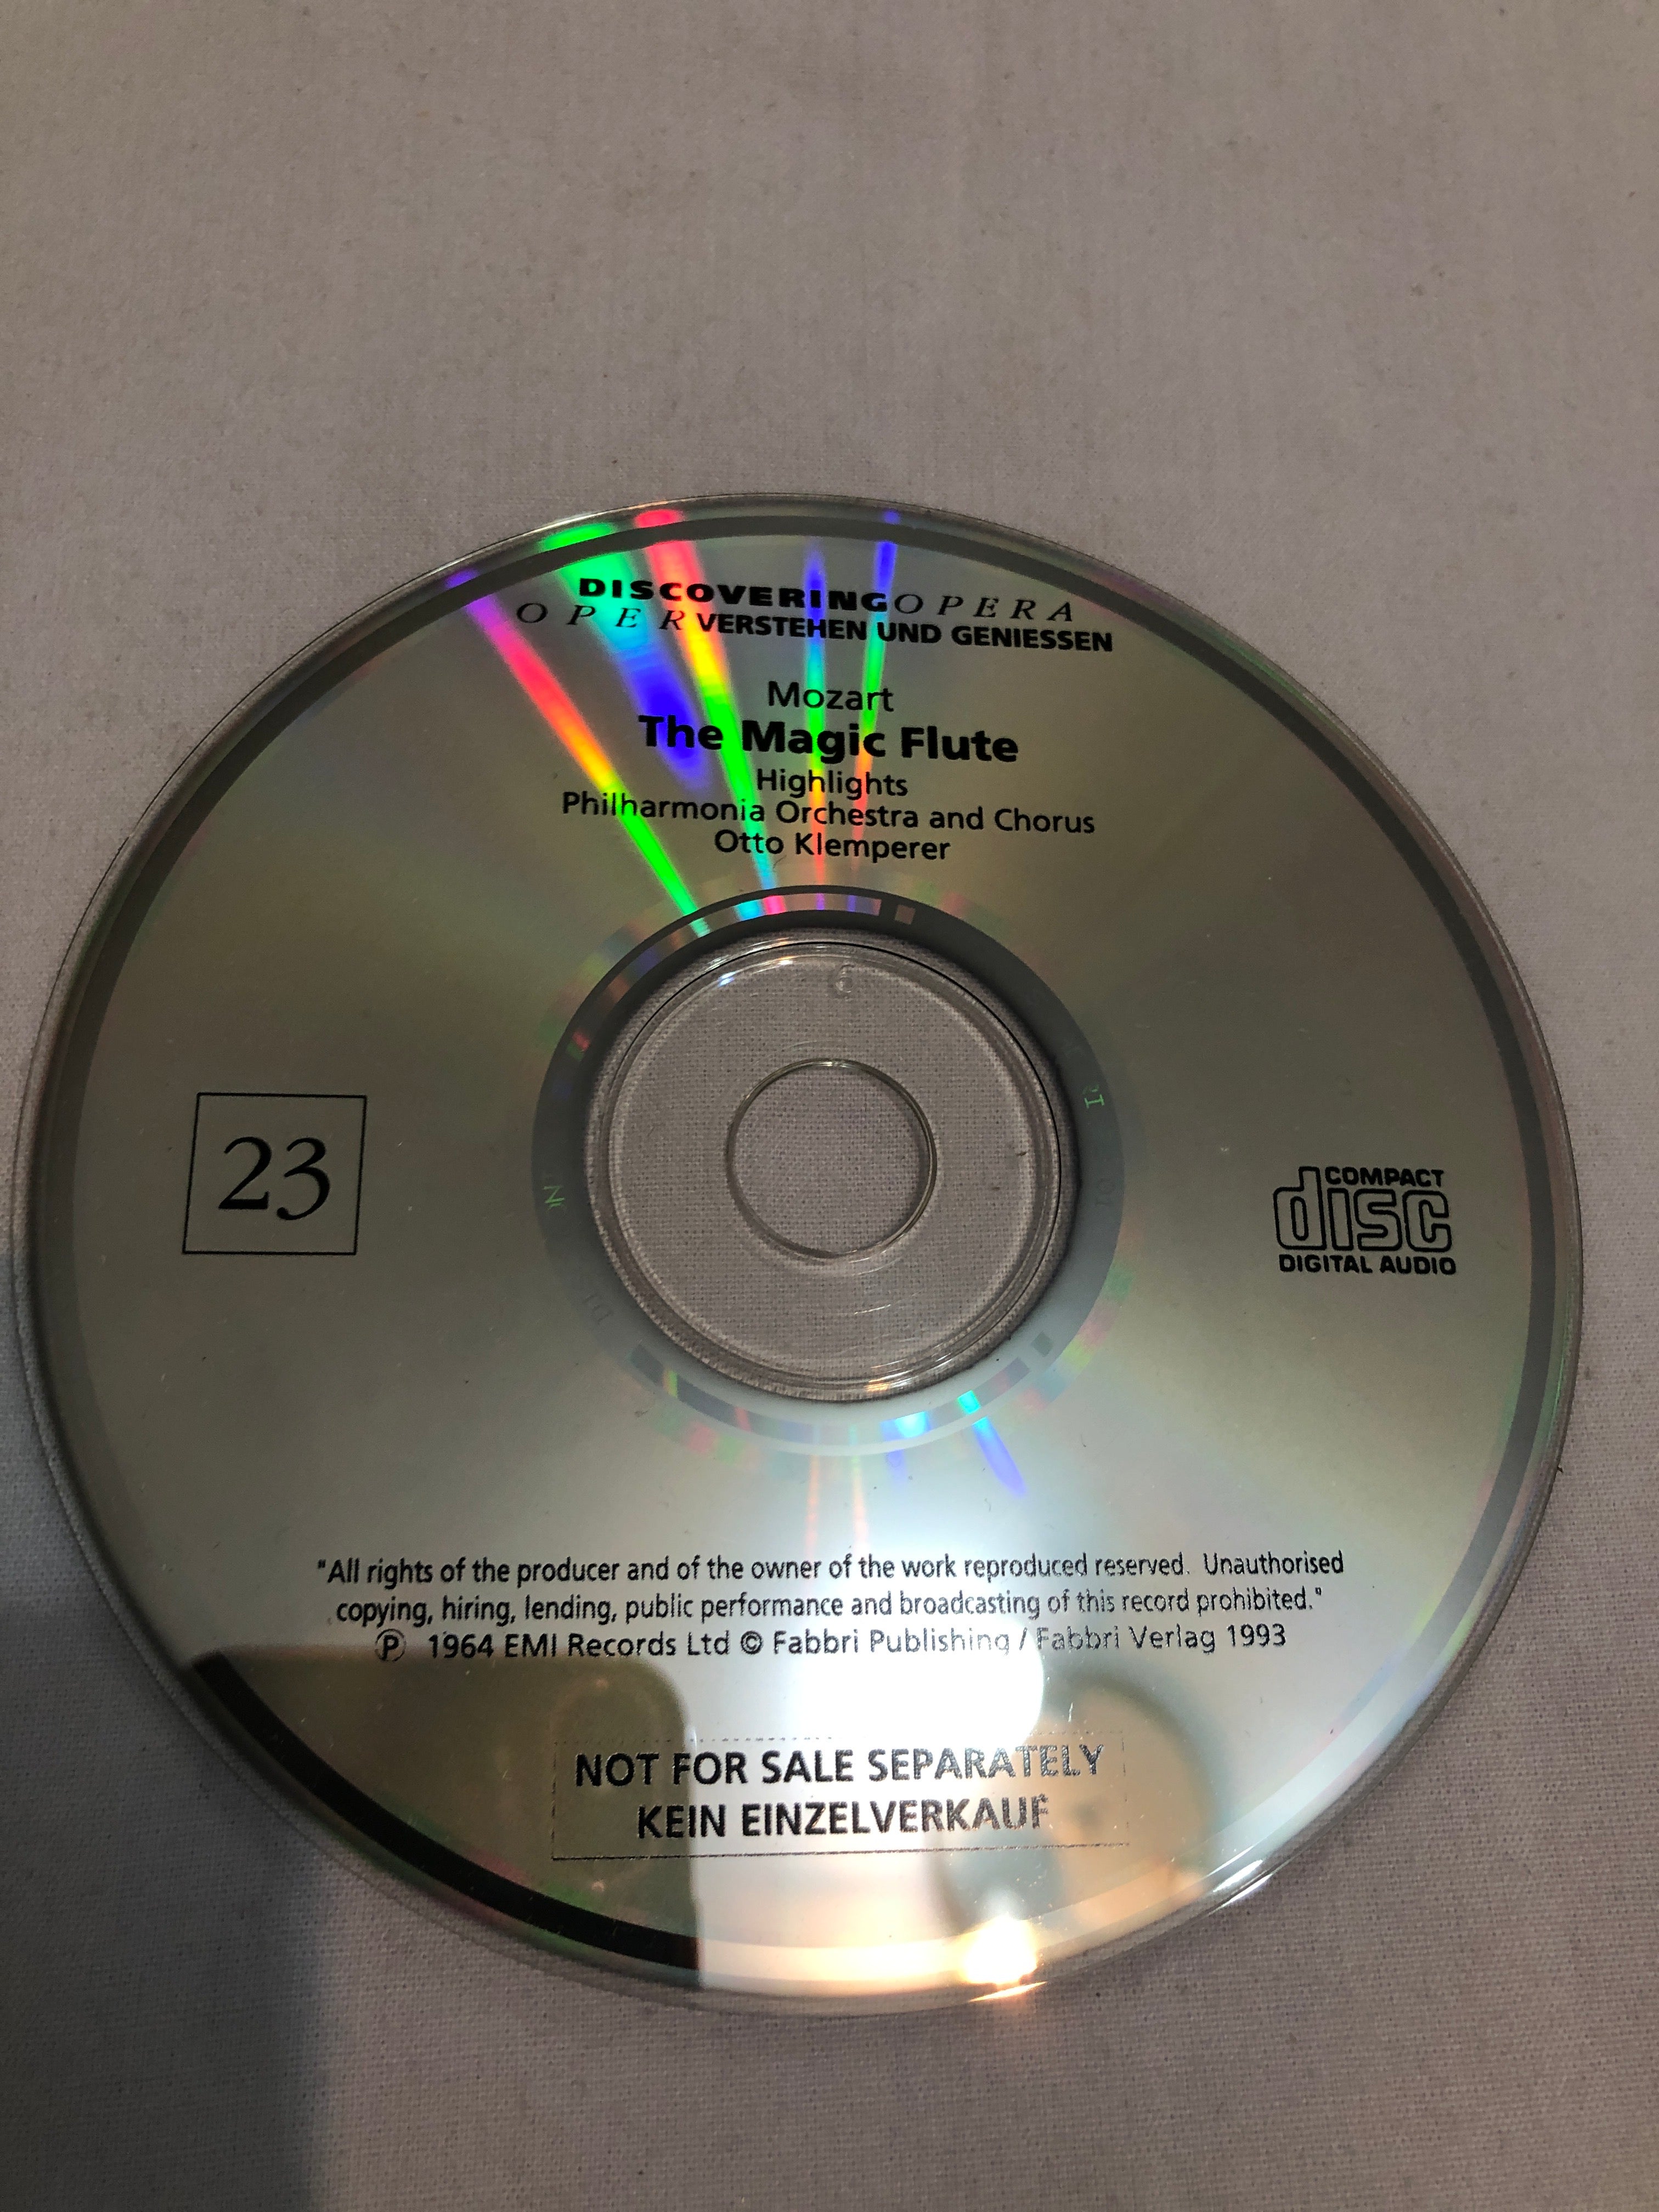 DISCOVERINGOPERA
OPERVERSTEHEN UND GENIESSEN
Mozart
The Magic Flute
Highlights
Philharmonia Orchestra and Chorus
Otto Klemperer
23
COMPACT
disc
DIGITAL AUDIO
"All rights of the producer and of the owner of the work reproduced reserved. Unauthorised
copying, hiring, lending, public performance and broadcasting of this record prohibited."
Ⓟ 1964 EMI Records Ltd © Fabbri Publishing / Fabbri Verlag 1993
NOT FOR SALE SEPARATELY
KEIN EINZELVERKAUF